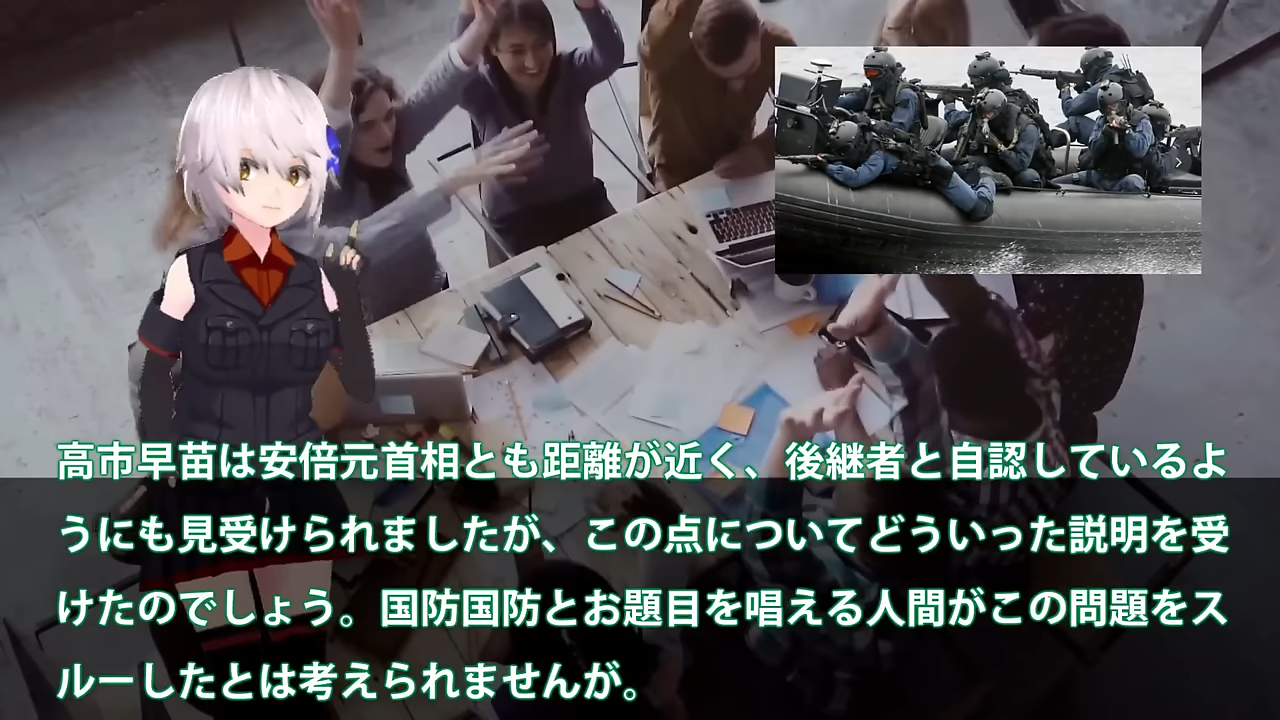 高市早苗は安倍元首相とも距離が近く、後継者と自認しているよ
うにも見受けられましたが、この点についてどういった説明を受
けたのでしょう。国防国防とお題目を唱える人間がこの問題をス
ルーしたとは考えられませんが。